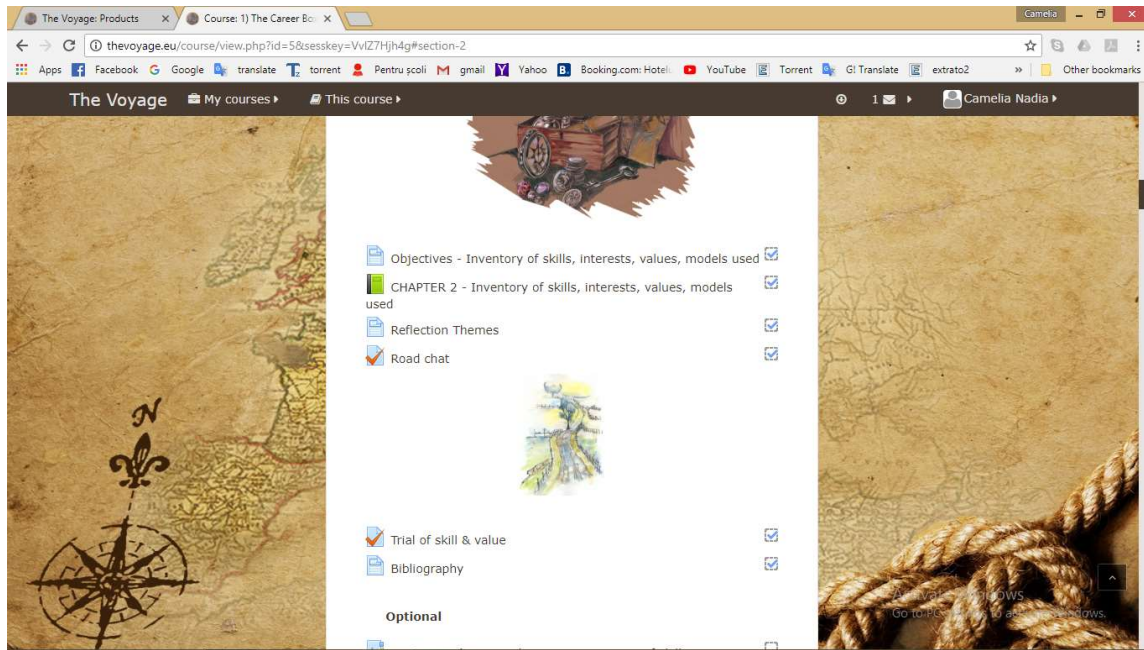 The Voyage: Products
Course: 1) The Career Bo
Camelia
thevoyage.eu/course/view.php?id=5&sesskey=VvlZ7Hjh4g#section-2
Apps Facebook Google translate torrent Pentru școli gmail Yahoo Booking.com: Hotel YouTube Torrent G! Translate extrato2 » Other bookmarks
The Voyage My courses This course 1 Camelia Nadia
Objectives - Inventory of skills, interests, values, models used
CHAPTER 2 - Inventory of skills, interests, values, models
used
Reflection Themes
Road chat
N
Trial of skill & value
Bibliography
Optional
Go to PC